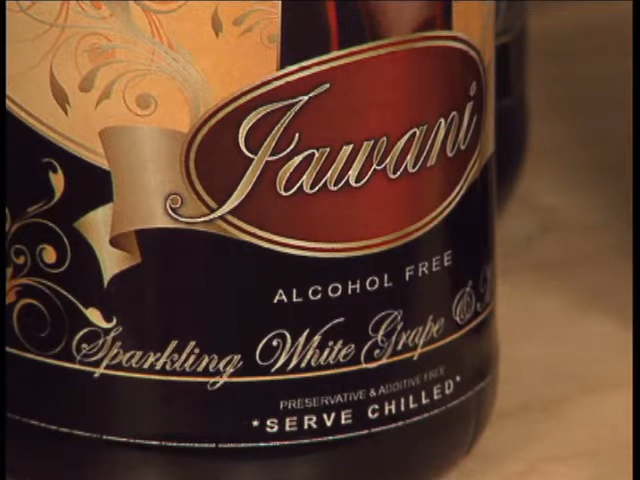 Jawani
ALCOHOL FREE
Sparkling White Grape &
PRESERVATIVE & ADDITIVE FREE
*SERVE CHILLED*